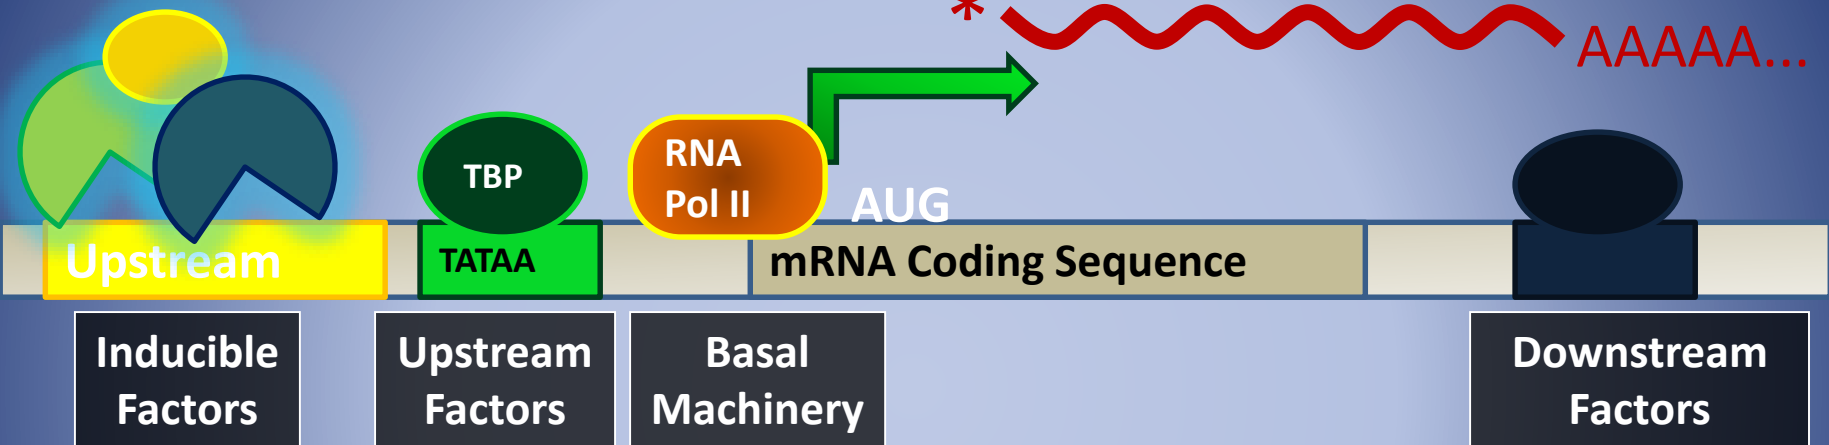 *
AAAAA...
TBP
RNA
Pol II
AUG
Upstream
TATAA
mRNA Coding Sequence
Inducible
Factors
Upstream
Factors
Basal
Machinery
Downstream
Factors